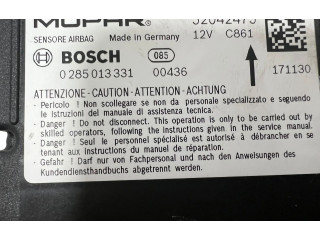 MOPAR 52042475
SENSORE AIRBAG Made in Germany 12V C861
BOSCH 085
0 285 013 331 00436 171130
ATTENZIONE - CAUTION - ATTENTION - ACHTUNG
- Pericolo ! Non scollegare se non da personale specializzato e seguendo
le istruzioni del manuale di assistenza tecnica.
- Danger ! Do not disconnect. This operation is only to be carried out by
skilled operators, following the instructions given in the service manual.
- Danger ! Seul le personnel spécialisé est autorisé à débrancher en se
tenant aux Instructions du manuel de réparation.
- Gefahr ! Darf nur von Fachpersonal und nach den Anweisungen des
Kundendiensthandbuches abgetrennt werden.